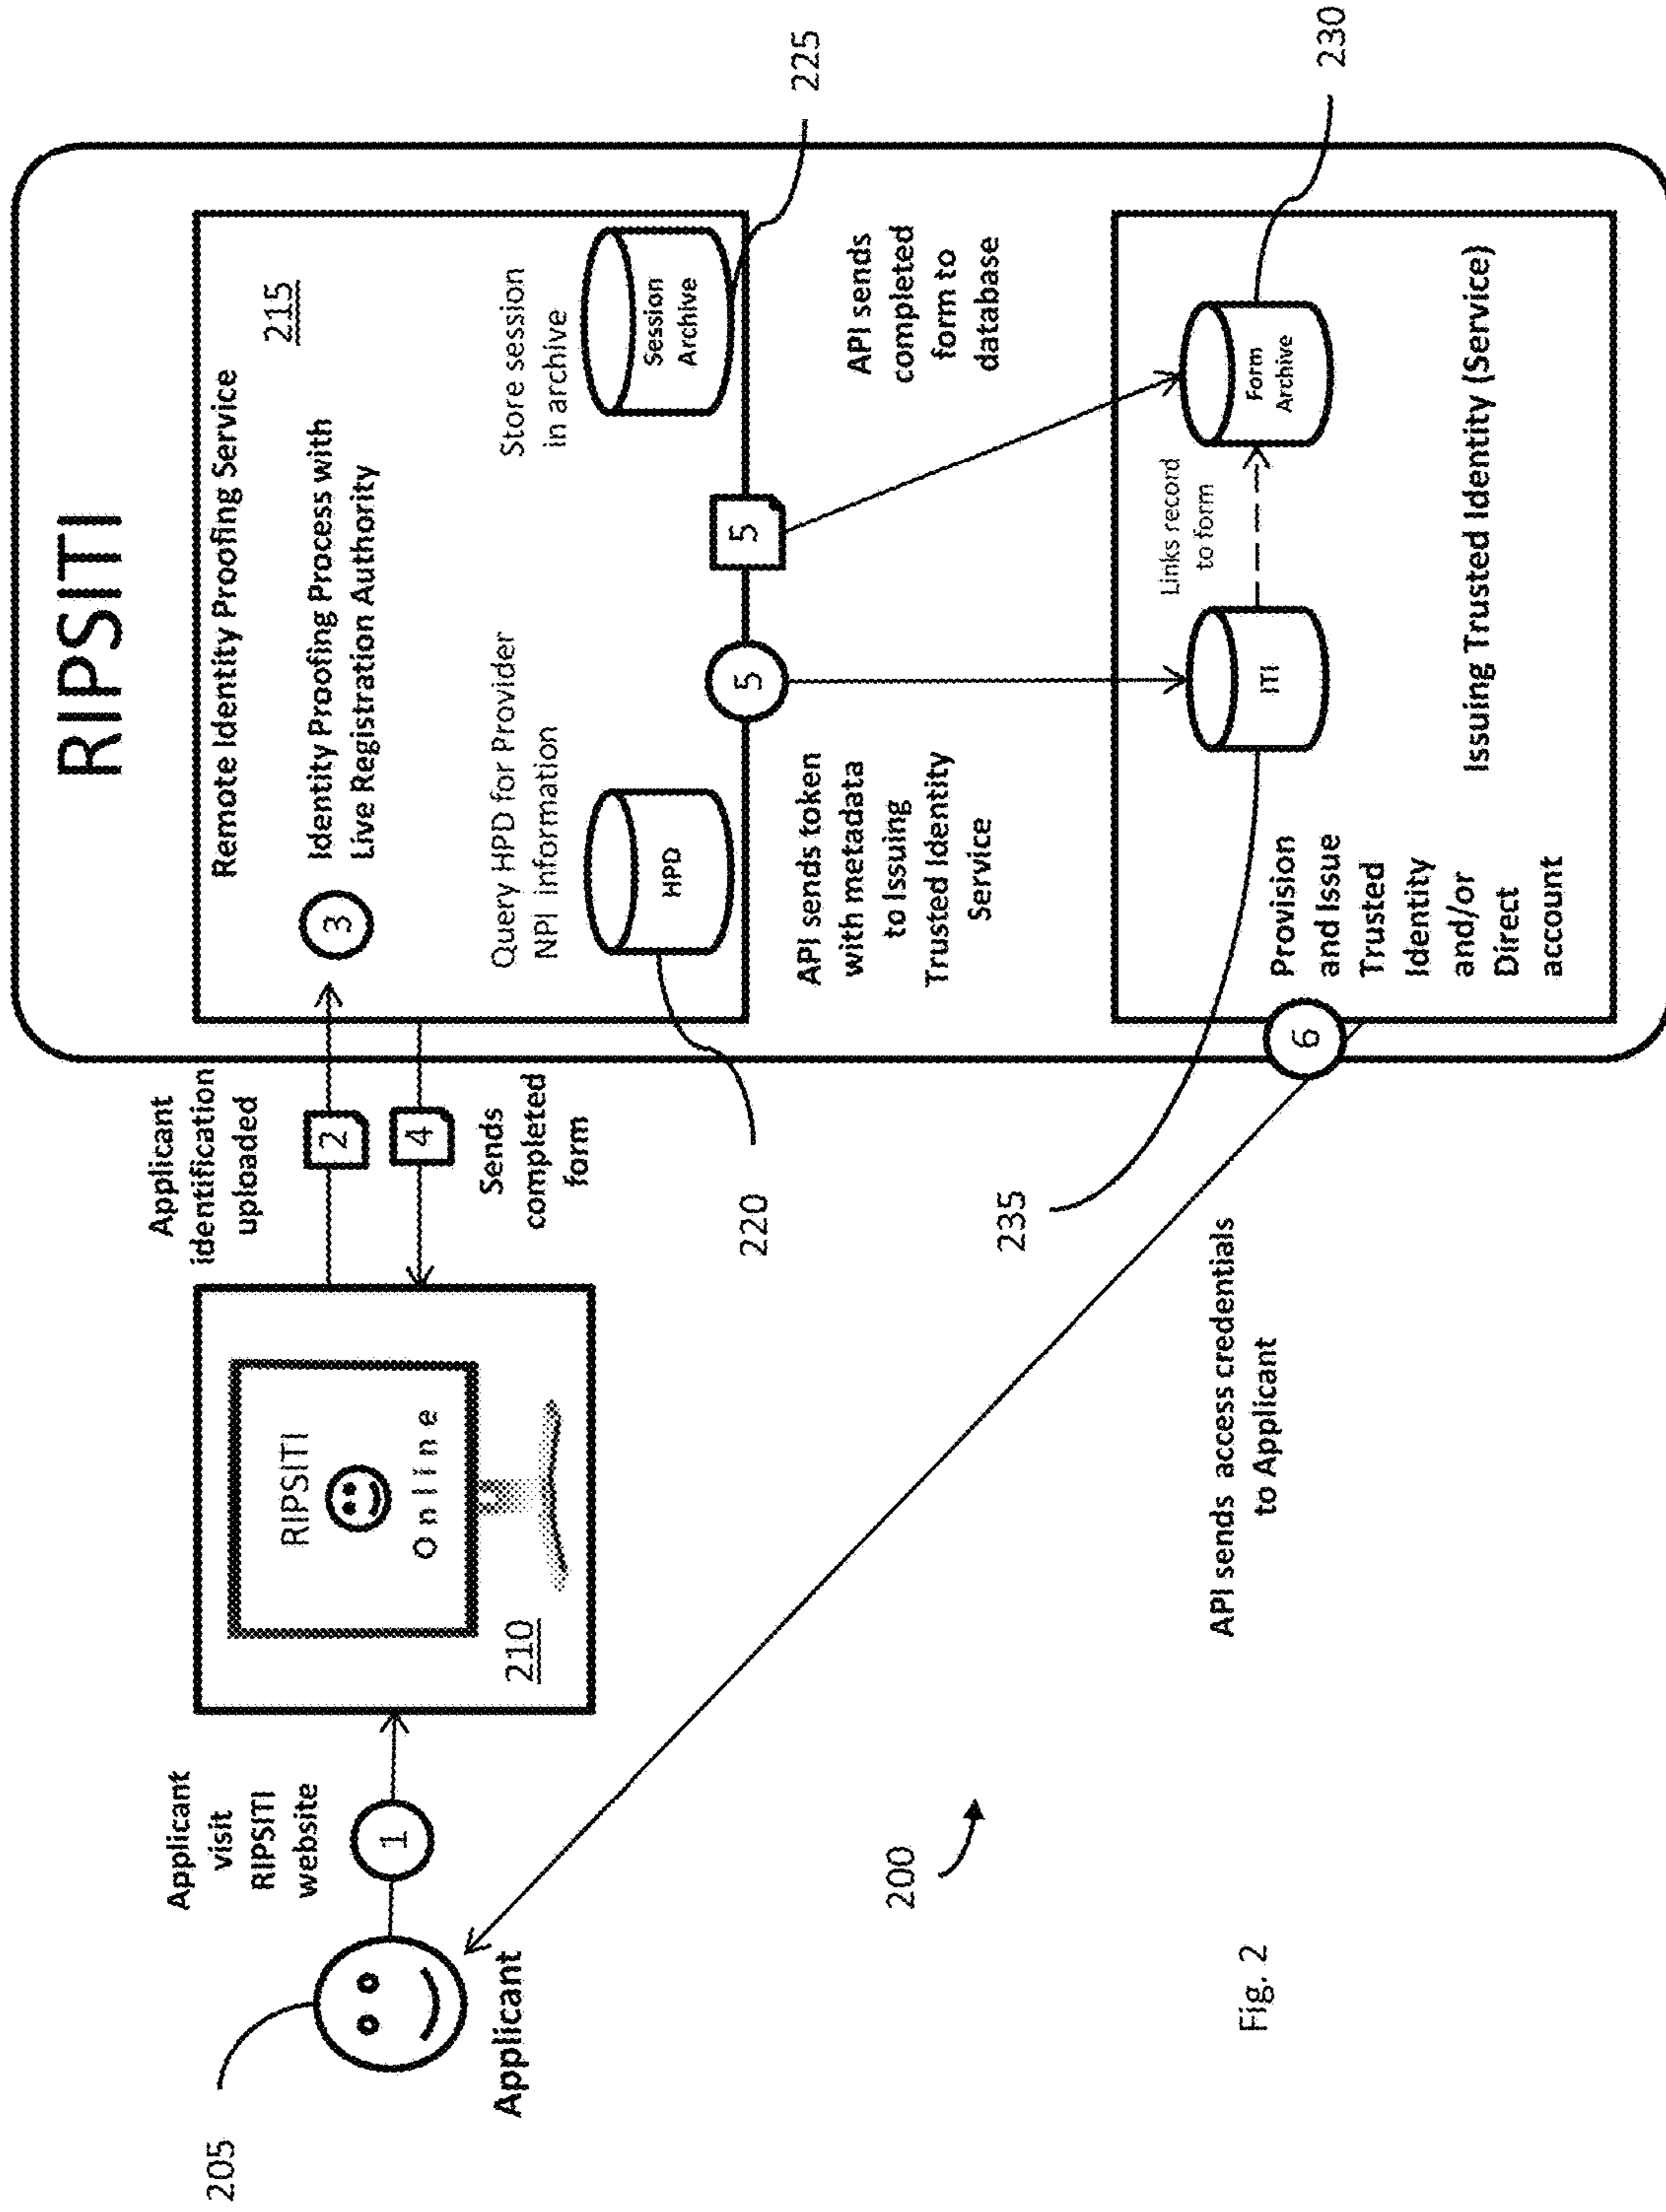 RIPSITI
Remote Identity Proofing Service
215
3
Identity Proofing Process with
Live Registration Authority
Query HPD for Provider
NPI Information
HPD
Store session
in archive
Session
Archive
225
Applicant
identification
uploaded
2
4
Sends
completed
form
220
Applicant
visit
RIPSITI
website
1
205
Applicant
RIPSITI
Online
210
5
5
API sends token
with metadata
to Issuing
Trusted Identity
Service
API sends
completed
form to
database
235
ITI
Links record
to form
Form
Archive
230
6
Provision
and Issue
Trusted
Identity
and/or
Direct
account
Issuing Trusted Identity (Service)
API sends access credentials
to Applicant
200
Fig. 2